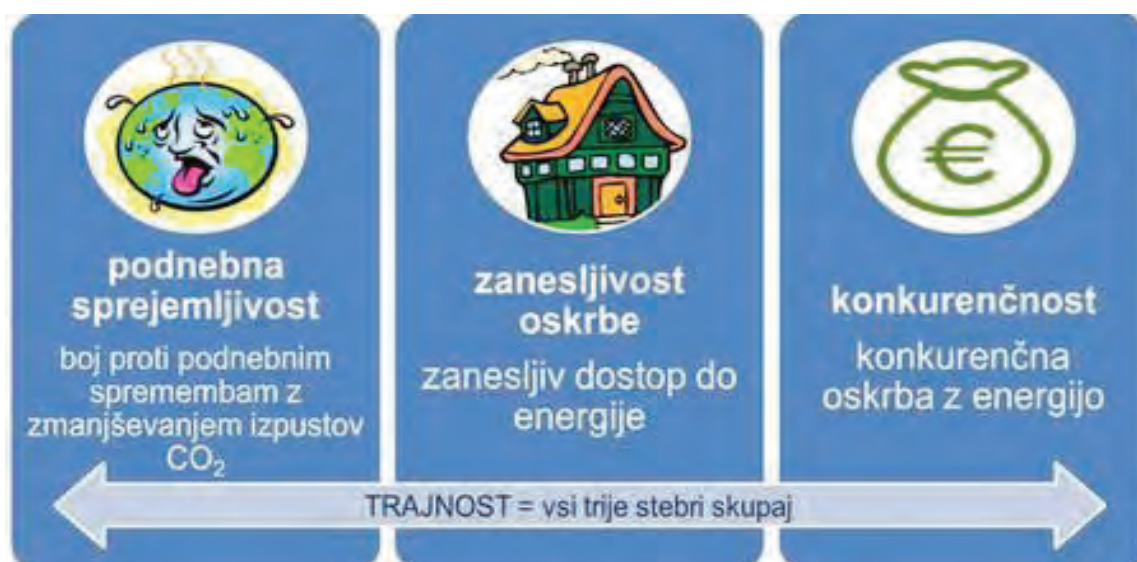 podnebna
sprejemljivost
boj proti podnebnim
spremembam z
zmanjševanjem izpustov
CO₂
zanesljivost
oskrbe
zanesljiv dostop do
energije
€
konkurenčnost
konkurenčna
oskrba z energijo
TRAJNOST = vsi trije stebri skupaj